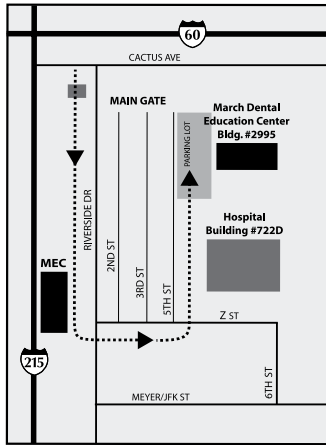 60
CACTUS AVE
MAIN GATE
March Dental
Education Center
Bldg. #2995
PARKING LOT
RIVERSIDE DR
2ND ST
3RD ST
5TH ST
Hospital
Building #722D
MEC
Z ST
6TH ST
215
MEYER/JFK ST